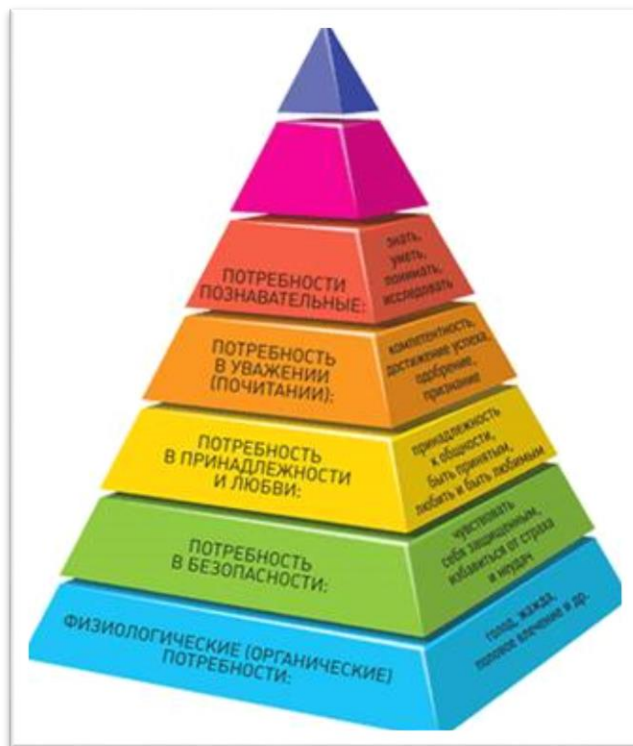 ПОТРЕБНОСТИ
ПОЗНАВАТЕЛЬНЫЕ:
знать,
уметь,
понимать,
исследовать
ПОТРЕБНОСТЬ
В УВАЖЕНИИ
(ПОЧИТАНИИ):
компетентность,
достижение успеха,
одобрение,
признание
ПОТРЕБНОСТЬ
В ПРИНАДЛЕЖНОСТИ
И ЛЮБВИ:
принадлежность
к общности,
быть принятым,
любить и быть любимым
ПОТРЕБНОСТЬ
В БЕЗОПАСНОСТИ:
чувствовать
себя защищённым,
избавиться от страха
и неудач
ФИЗИОЛОГИЧЕСКИЕ (ОРГАНИЧЕСКИЕ)
ПОТРЕБНОСТИ:
голод, жажда,
половое влечение и др.